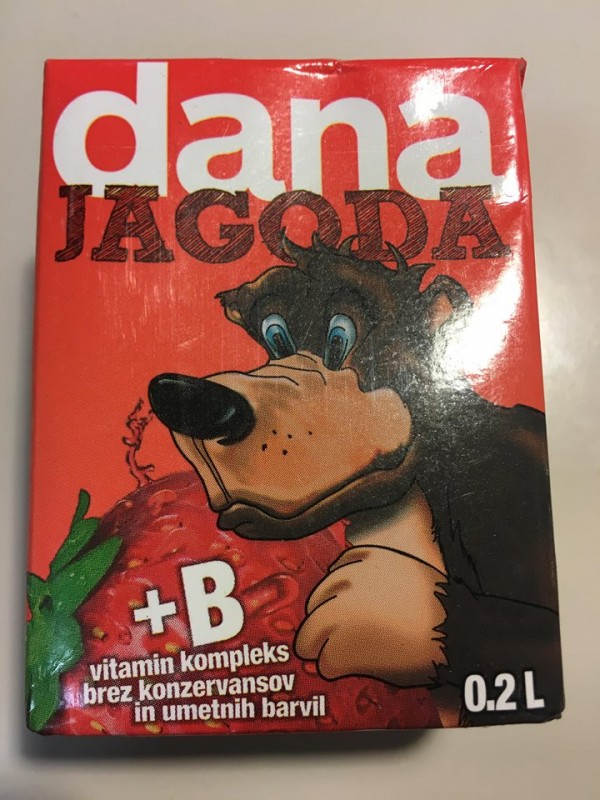 dana
JAGODA
+B
vitamin kompleks
brez konzervansov
in umetnih barvil
0.2 L